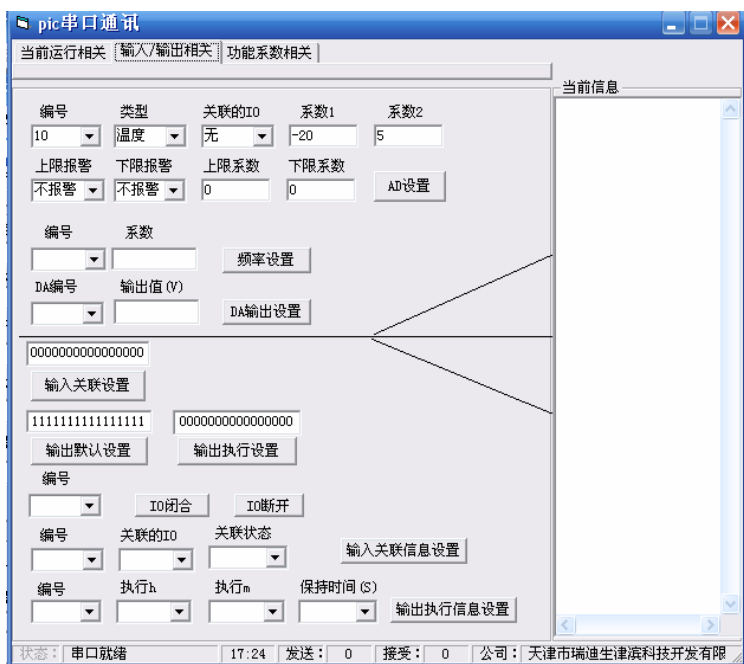 pic串口通讯
当前运行相关 输入/输出相关 功能系数相关
当前信息
编号 类型 关联的IO 系数1 系数2
10 温度 无 -20 5
上限报警 下限报警 上限系数 下限系数
不报警 不报警 0 0 AD设置
编号 系数
频率设置
DA编号 输出值(V)
DA输出设置
0000000000000000
输入关联设置
1111111111111111 0000000000000000
输出默认设置 输出执行设置
编号
IO闭合 IO断开
编号 关联的IO 关联状态
输入关联信息设置
编号 执行h 执行m 保持时间(S)
输出执行信息设置
状态： 串口就绪 17:24 发送： 0 接受： 0 公司： 天津市瑞迪生津滨科技开发有限